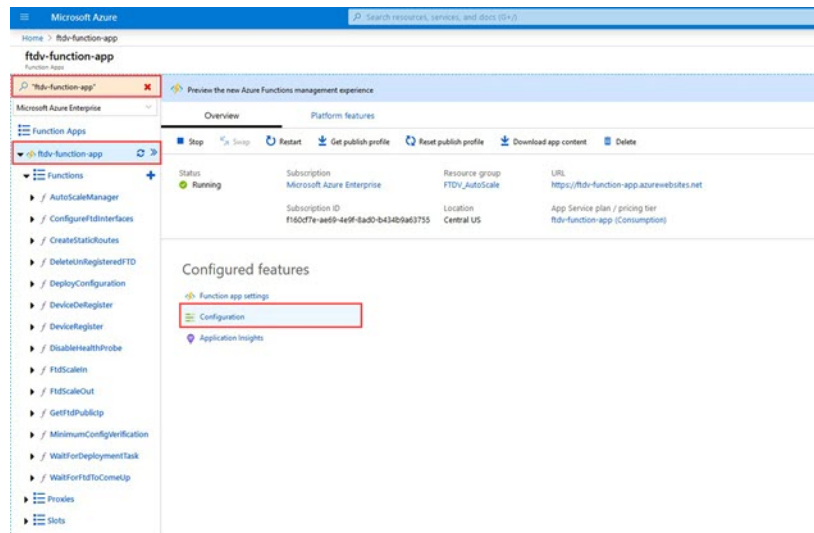 Microsoft Azure
Search resources, services, and docs (G+/)
Home > ftdv-function-app
ftdv-function-app
Function Apps
"ftdv-function-app"
Microsoft Azure Enterprise
Function Apps
ftdv-function-app
Functions
AutoScaleManager
ConfigureFtdInterfaces
CreateStaticRoutes
DeleteUnRegisteredFTD
DeployConfiguration
DeviceDeRegister
DeviceRegister
DisableHealthProbe
FtdScaleIn
FtdScaleOut
GetFtdPublicIp
MinimumConfigVerification
WaitForDeploymentTask
WaitForFtdToComeUp
Proxies
Slots
Preview the new Azure Functions management experience
Overview Platform features
Stop Swap Restart Get publish profile Reset publish profile Download app content Delete
Status Subscription Resource group URL
Running Microsoft Azure Enterprise FTDV_AutoScale https://ftdv-function-app.azurewebsites.net
Subscription ID Location App Service plan / pricing tier
f160cf7e-ae69-4e9f-8ad0-b434b9a63755 Central US ftdv-function-app (Consumption)
Configured features
Function app settings
Configuration
Application Insights